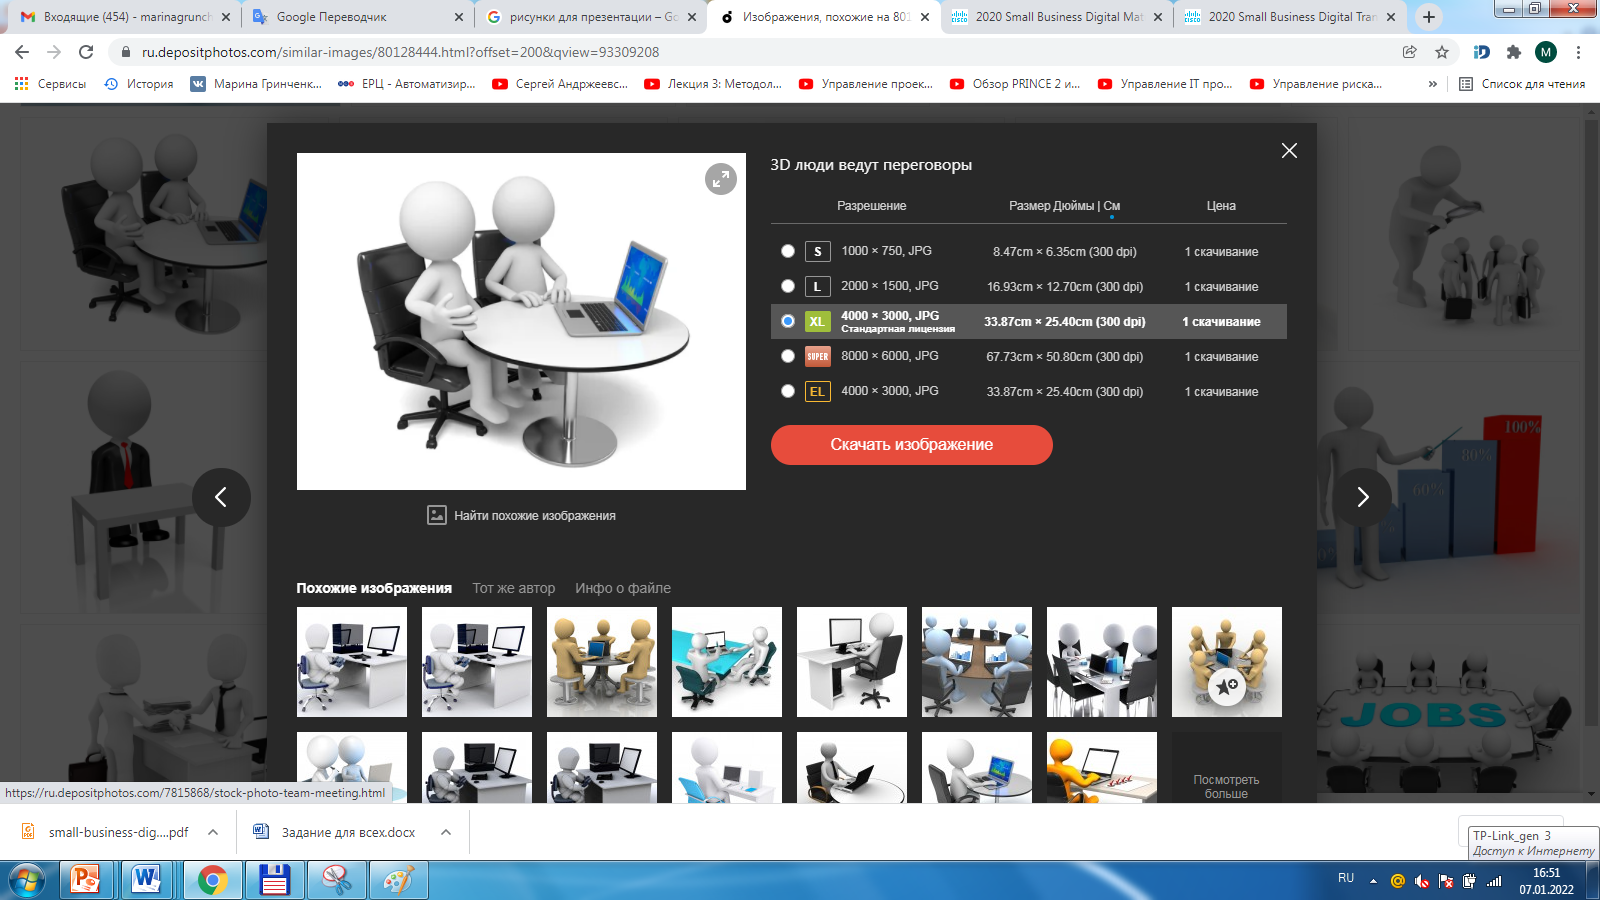 Входящие (454) - marinagrunch
Google Переводчик
рисунки для презентации – Go
Изображения, похожие на 801
2020 Small Business Digital Mat
2020 Small Business Digital Tran
ru.depositphotos.com/similar-images/80128444.html?offset=200&qview=93309208
M
Сервисы
История
Марина Гринченк...
ЕРЦ - Автоматизир...
Сергей Андржеевс...
Лекция 3: Методол...
Управление проек...
Обзор PRINCE 2 и...
Управление IT про...
Управление риска...
»
Список для чтения
3D люди ведут переговоры
Разрешение Размер Дюймы | См Цена
S 1000 × 750, JPG 8.47cm × 6.35cm (300 dpi) 1 скачивание
L 2000 × 1500, JPG 16.93cm × 12.70cm (300 dpi) 1 скачивание
XL 4000 × 3000, JPG 33.87cm × 25.40cm (300 dpi) 1 скачивание
Стандартная лицензия
SUPER 8000 × 6000, JPG 67.73cm × 50.80cm (300 dpi) 1 скачивание
EL 4000 × 3000, JPG 33.87cm × 25.40cm (300 dpi) 1 скачивание
Скачать изображение
Найти похожие изображения
100%
80%
60%
Похожие изображения Тот же автор Инфо о файле
JOBS
Посмотреть
больше
https://ru.depositphotos.com/7815868/stock-photo-team-meeting.html
small-business-dig....pdf
Задание для всех.docx
TP-Link_gen 3
Доступ к Интернету
RU
16:51
07.01.2022